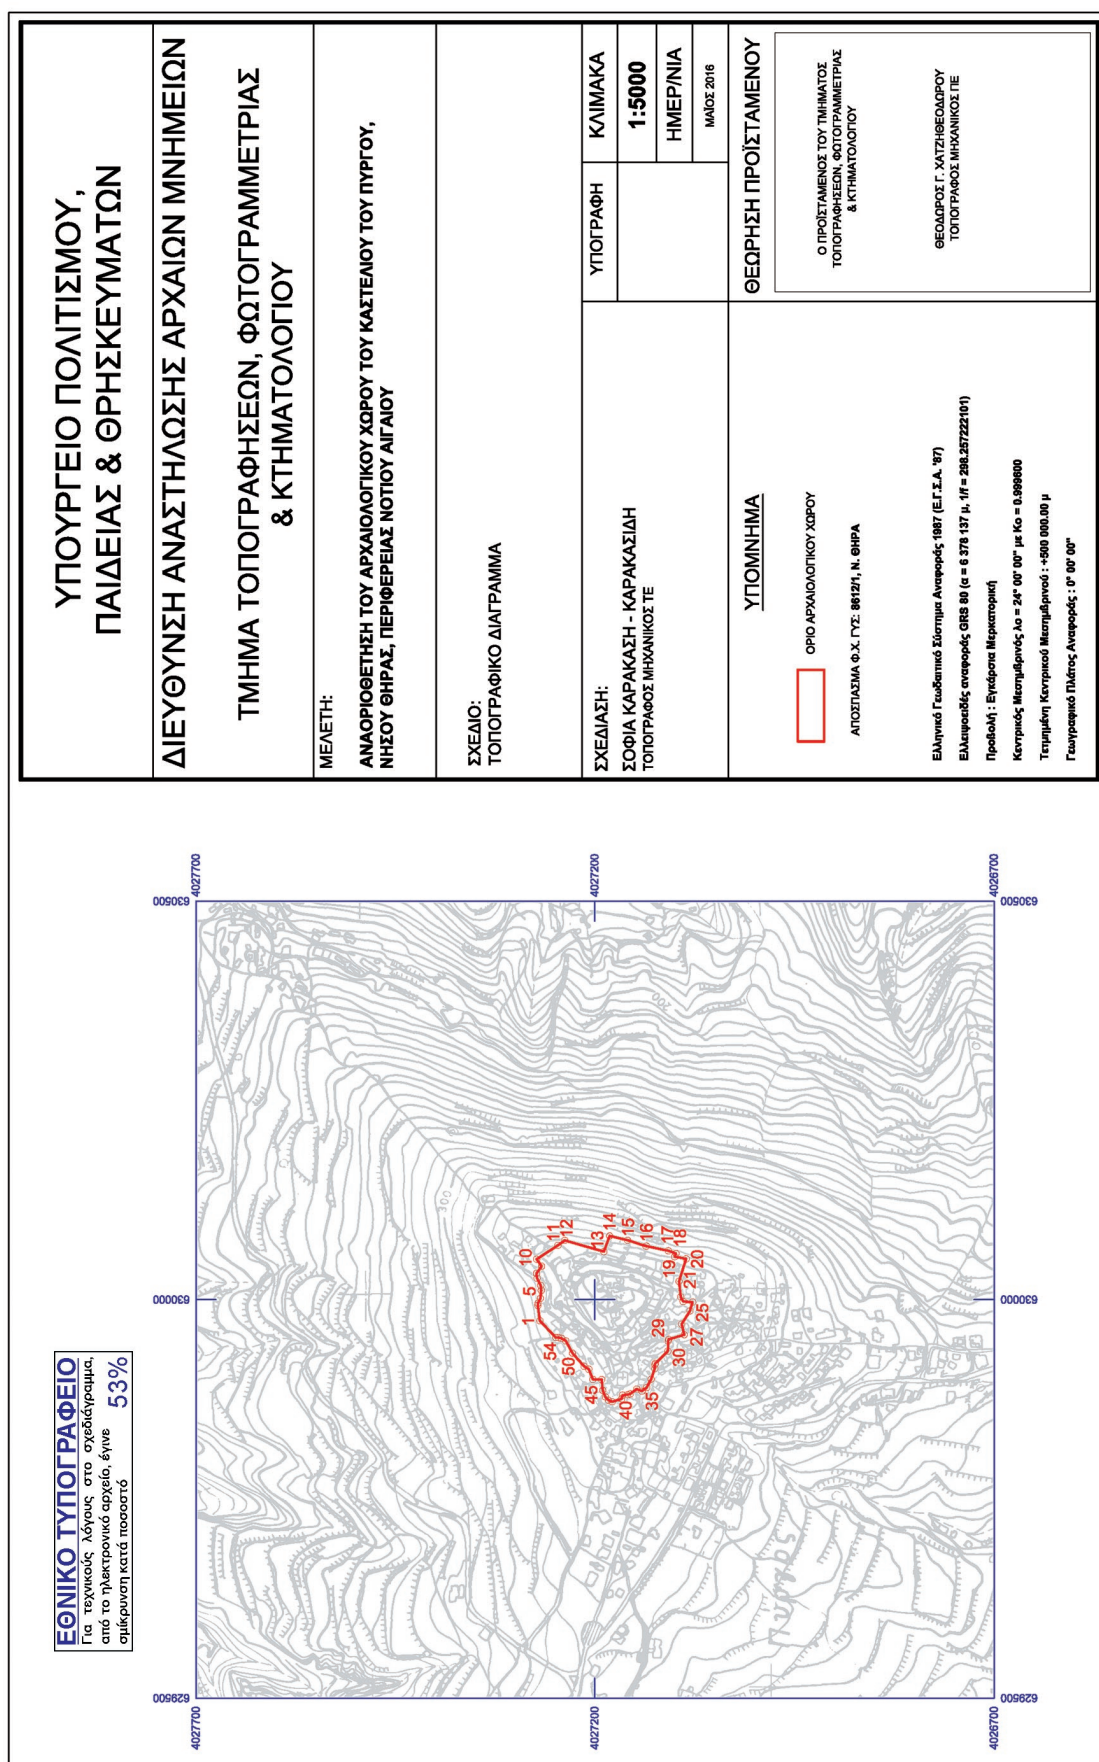 ΕΘΝΙΚΟ ΤΥΠΟΓΡΑΦΕΙΟ
Για τεχνικούς λόγους στο σχεδιάγραμμα,
από το ηλεκτρονικό αρχείο, έγινε
σμίκρυνση κατά ποσοστό 53%
629500
630000
630500
4027700
4027700
4027200
4027200
4026700
4026700
629500
630000
630500
1
5
10
11
12
13
14
15
16
17
18
19
20
21
25
27
29
30
35
40
45
50
54
300
200
ΥΠΟΥΡΓΕΙΟ ΠΟΛΙΤΙΣΜΟΥ,
ΠΑΙΔΕΙΑΣ & ΘΡΗΣΚΕΥΜΑΤΩΝ
ΔΙΕΥΘΥΝΣΗ ΑΝΑΣΤΗΛΩΣΗΣ ΑΡΧΑΙΩΝ ΜΝΗΜΕΙΩΝ
ΤΜΗΜΑ ΤΟΠΟΓΡΑΦΗΣΕΩΝ, ΦΩΤΟΓΡΑΜΜΕΤΡΙΑΣ
& ΚΤΗΜΑΤΟΛΟΓΙΟΥ
ΜΕΛΕΤΗ:
ΑΝΑΟΡΙΟΘΕΤΗΣΗ ΤΟΥ ΑΡΧΑΙΟΛΟΓΙΚΟΥ ΧΩΡΟΥ ΤΟΥ ΚΑΣΤΕΛΙΟΥ ΤΟΥ ΠΥΡΓΟΥ,
ΝΗΣΟΥ ΘΗΡΑΣ, ΠΕΡΙΦΕΡΕΙΑΣ ΝΟΤΙΟΥ ΑΙΓΑΙΟΥ
ΣΧΕΔΙΟ:
ΤΟΠΟΓΡΑΦΙΚΟ ΔΙΑΓΡΑΜΜΑ
ΣΧΕΔΙΑΣΗ:
ΣΟΦΙΑ ΚΑΡΑΚΑΣΗ - ΚΑΡΑΚΑΣΙΔΗ
ΤΟΠΟΓΡΑΦΟΣ ΜΗΧΑΝΙΚΟΣ ΤΕ
ΥΠΟΓΡΑΦΗ
ΚΛΙΜΑΚΑ
1:5000
ΗΜΕΡ/ΝΙΑ
ΜΑΪΟΣ 2016
ΥΠΟΜΝΗΜΑ
ΟΡΙΟ ΑΡΧΑΙΟΛΟΓΙΚΟΥ ΧΩΡΟΥ
ΑΠΟΣΠΑΣΜΑ Φ.Χ. ΓΥΣ: 8612/1, Ν. ΘΗΡΑ
Ελληνικό Γεωδαιτικό Σύστημα Αναφοράς 1987 (Ε.Γ.Σ.Α. '87)
Ελλειψοειδές αναφοράς GRS 80 (α = 6 378 137 μ, 1/f = 298.257222101)
Προβολή : Εγκάρσια Μερκατορική
Κεντρικός Μεσημβρινός λο = 24° 00' 00" με Κο = 0.999600
Τετμημένη Κεντρικού Μεσημβρινού : +500 000.00 μ
Γεωγραφικό Πλάτος Αναφοράς : 0° 00' 00"
ΘΕΩΡΗΣΗ ΠΡΟΪΣΤΑΜΕΝΟΥ
Ο ΠΡΟΪΣΤΑΜΕΝΟΣ ΤΟΥ ΤΜΗΜΑΤΟΣ
ΤΟΠΟΓΡΑΦΗΣΕΩΝ, ΦΩΤΟΓΡΑΜΜΕΤΡΙΑΣ
& ΚΤΗΜΑΤΟΛΟΓΙΟΥ
ΘΕΟΔΩΡΟΣ Γ. ΧΑΤΖΗΘΕΟΔΩΡΟΥ
ΤΟΠΟΓΡΑΦΟΣ ΜΗΧΑΝΙΚΟΣ ΠΕ